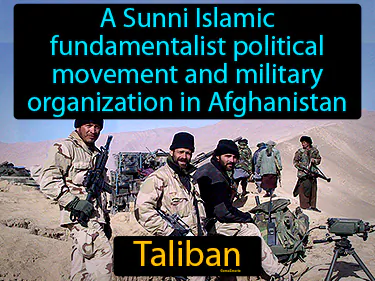 A Sunni Islamic
fundamentalist political
movement and military
organization in Afghanistan
Taliban